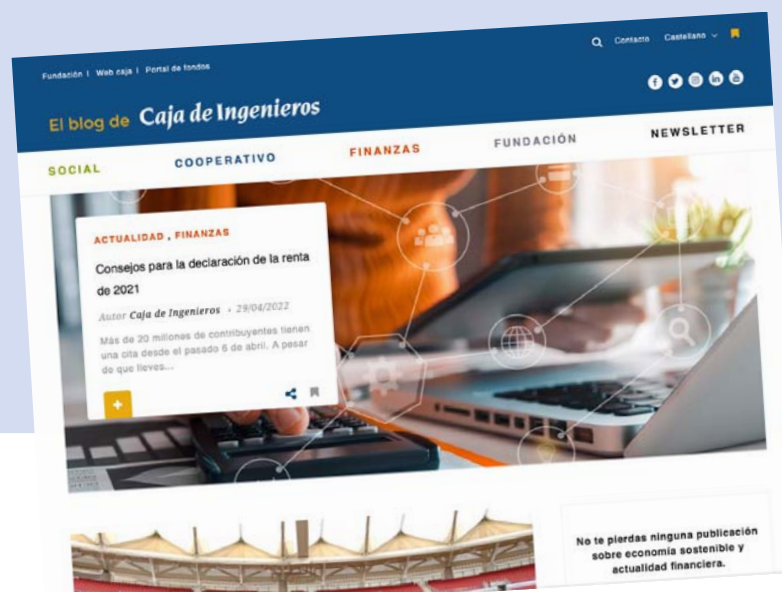 Fundación | Web caja | Portal de fondos
Contacto Castellano
El blog de Caja de Ingenieros
SOCIAL COOPERATIVO FINANZAS FUNDACIÓN NEWSLETTER
ACTUALIDAD , FINANZAS
Consejos para la declaración de la renta
de 2021
Autor Caja de Ingenieros • 29/04/2022
Más de 20 millones de contribuyentes tienen
una cita desde el pasado 6 de abril. A pesar
de que lleves...
No te pierdas ninguna publicación
sobre economía sostenible y
actualidad financiera.